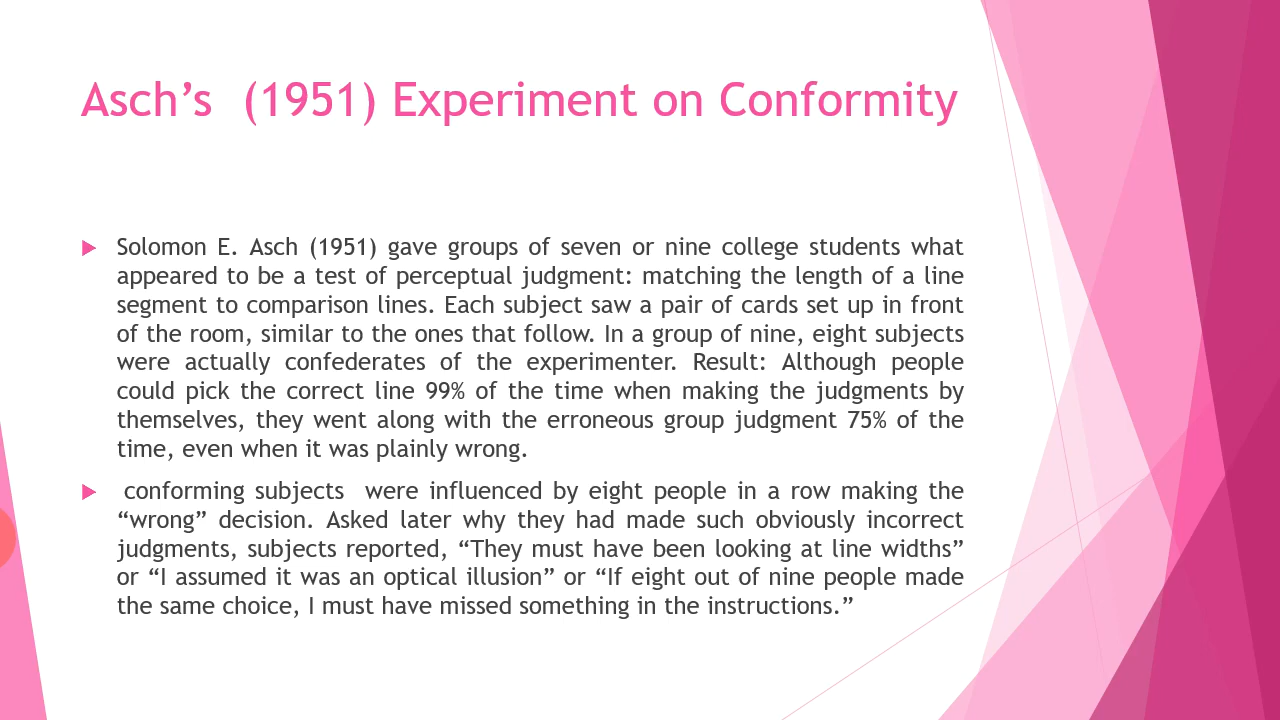 Asch’s  (1951) Experiment on Conformity
Solomon E. Asch (1951) gave groups of seven or nine college students what
appeared to be a test of perceptual judgment: matching the length of a line
segment to comparison lines. Each subject saw a pair of cards set up in front
of the room, similar to the ones that follow. In a group of nine, eight subjects
were actually confederates of the experimenter. Result: Although people
could pick the correct line 99% of the time when making the judgments by
themselves, they went along with the erroneous group judgment 75% of the
time, even when it was plainly wrong.
conforming subjects  were influenced by eight people in a row making the
“wrong” decision. Asked later why they had made such obviously incorrect
judgments, subjects reported, “They must have been looking at line widths”
or “I assumed it was an optical illusion” or “If eight out of nine people made
the same choice, I must have missed something in the instructions.”